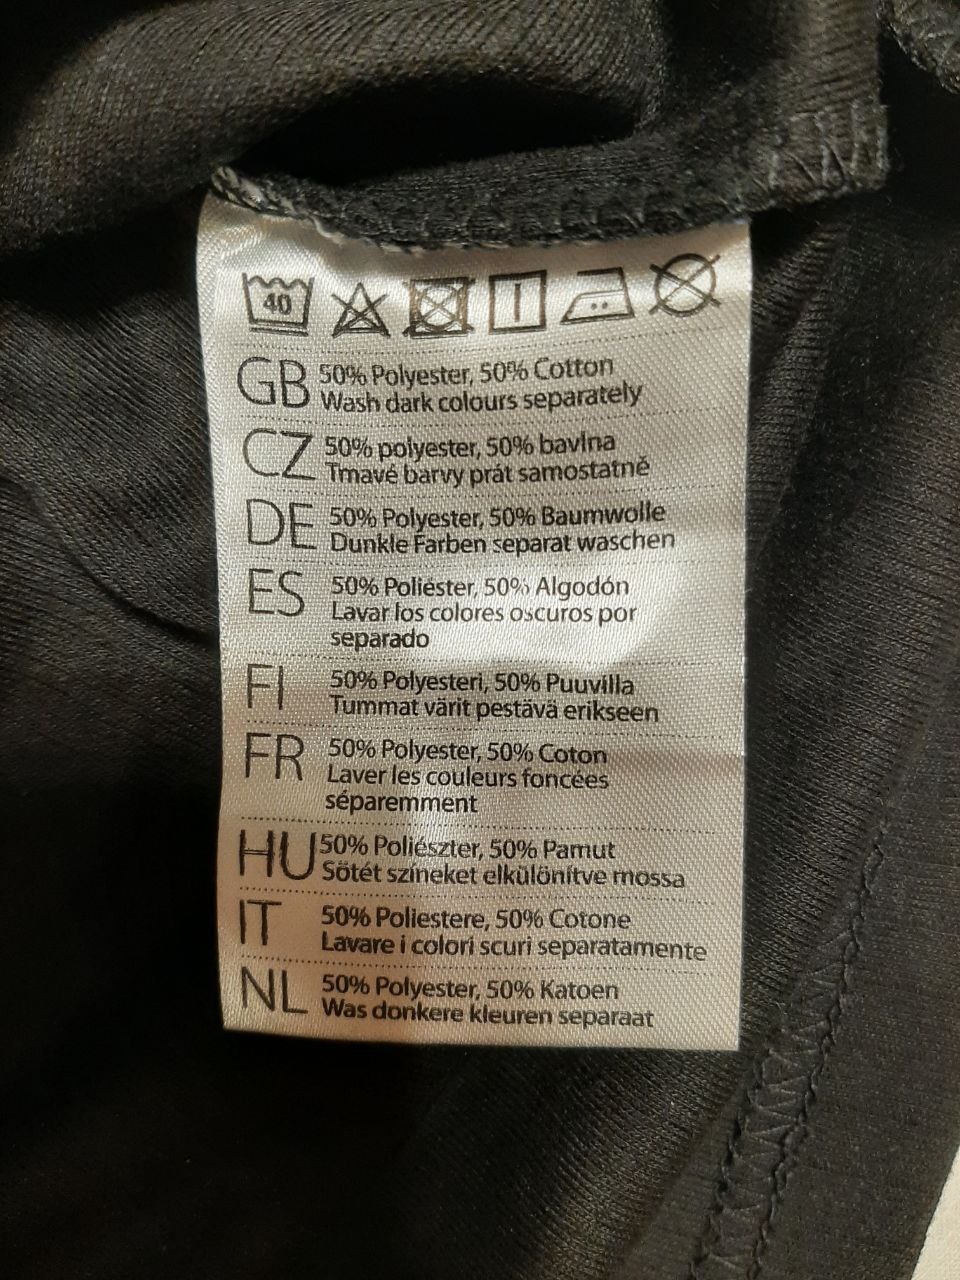 40
GB 50% Polyester, 50% Cotton
Wash dark colours separately
CZ 50% polyester, 50% bavlna
Tmavé barvy prát samostatně
DE 50% Polyester, 50% Baumwolle
Dunkle Farben separat waschen
ES 50% Poliéster, 50% Algodón
Lavar los colores oscuros por
separado
FI 50% Polyesteri, 50% Puuvilla
Tummat värit pestävä erikseen
FR 50% Polyester, 50% Coton
Laver les couleurs foncées
séparemment
HU 50% Poliészter, 50% Pamut
Sötét színeket elkülönítve mossa
IT 50% Poliestere, 50% Cotone
Lavare i colori scuri separatamente
NL 50% Polyester, 50% Katoen
Was donkere kleuren separaat